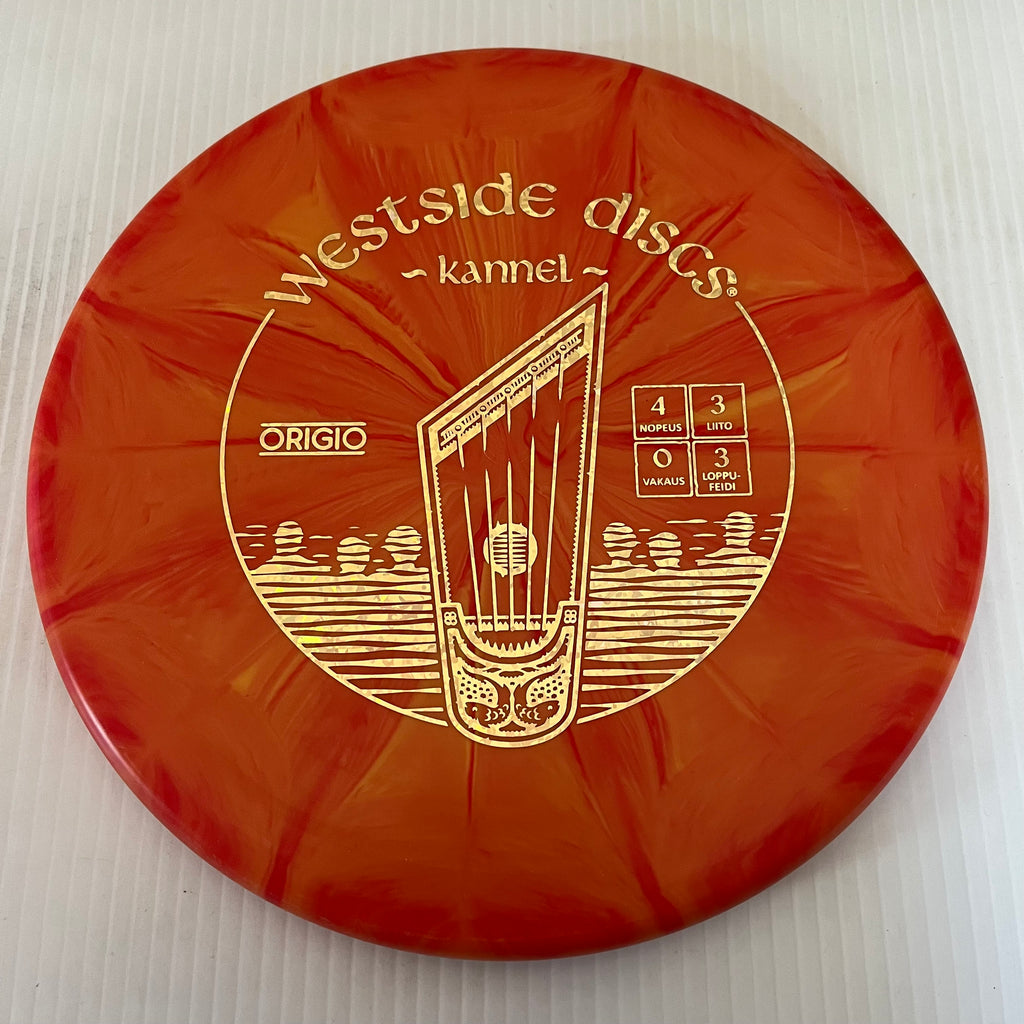 westside discs®
~ kannel ~
ORIGIO
4 NOPEUS
3 LIITO
0 VAKAUS
3 LOPPU-
FEIDI